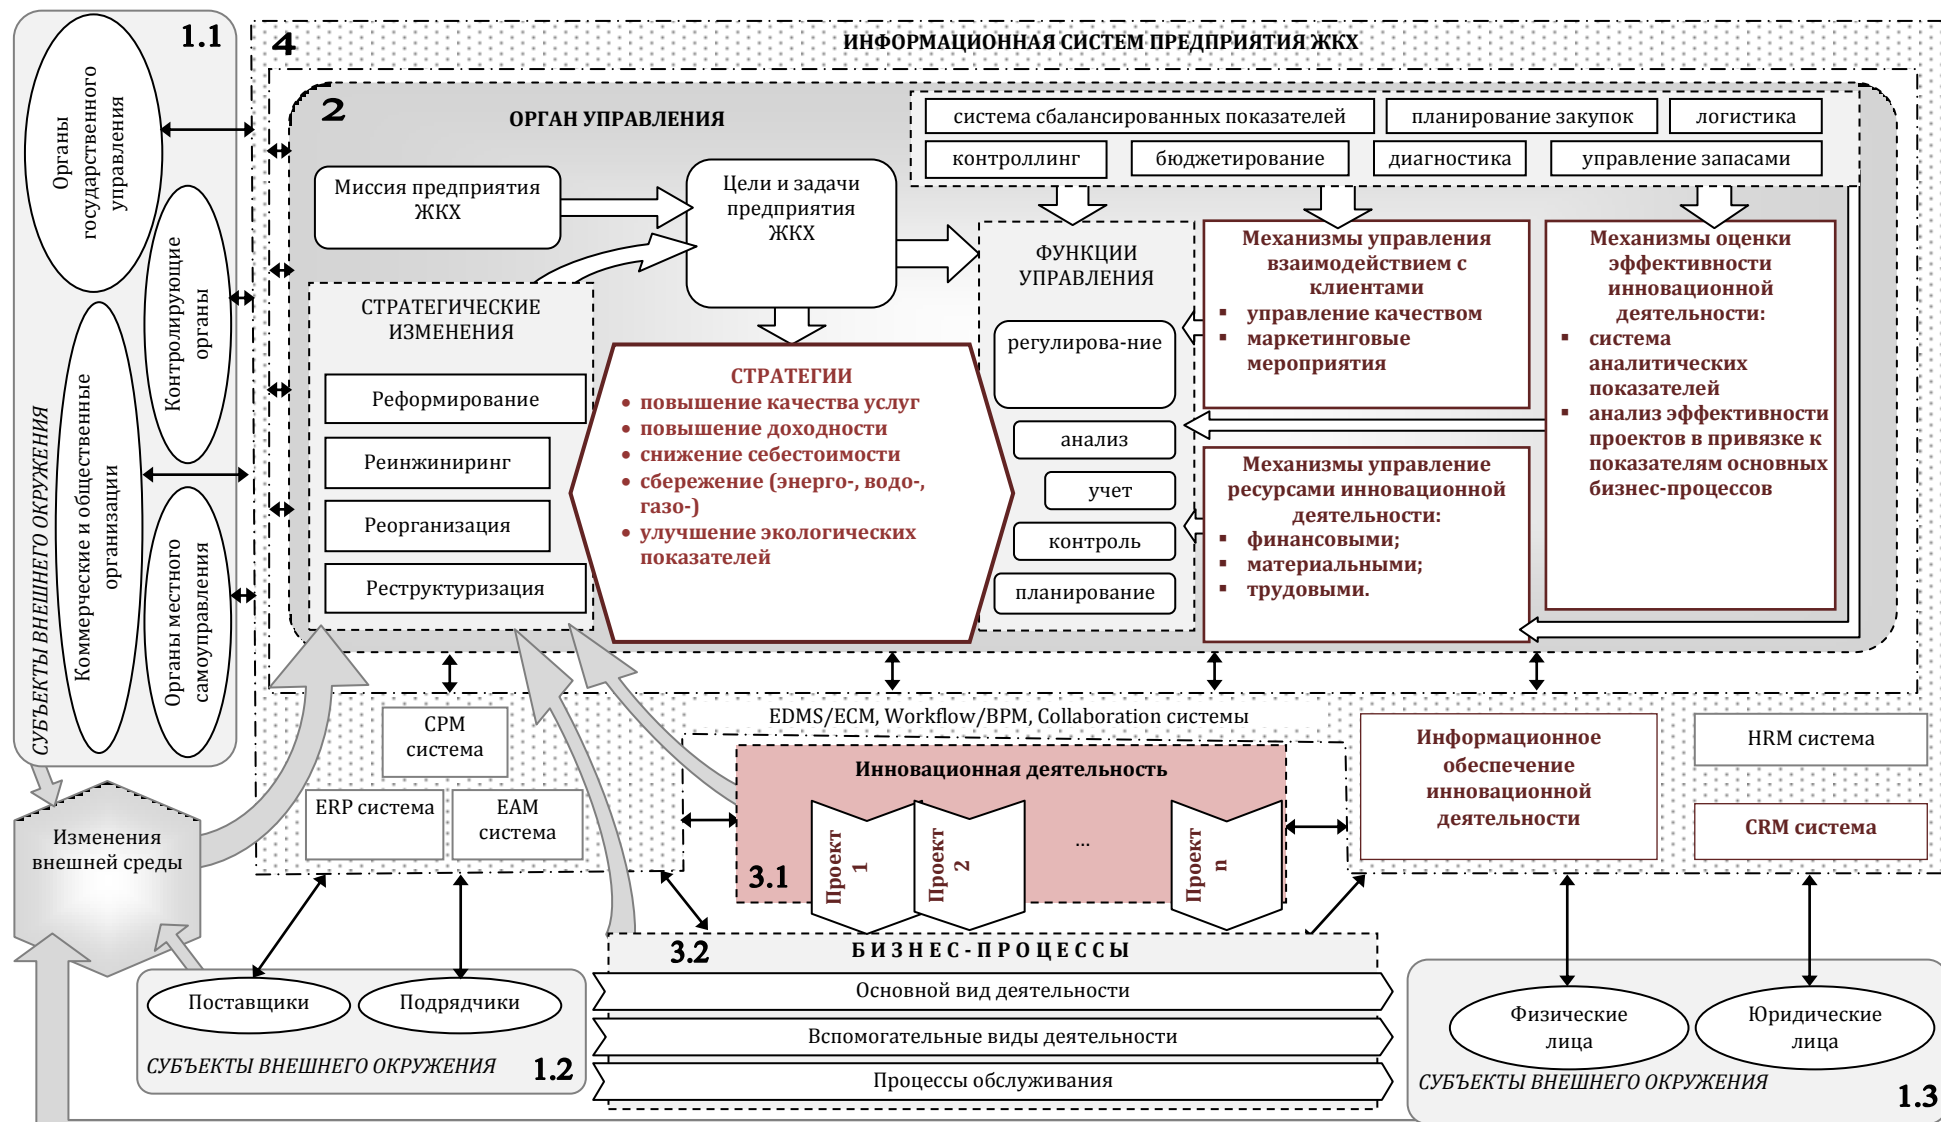 1.1
Органы
государственного
управления
Контролирующие
органы
Коммерческие и общественные
организации
Органы местного
самоуправления
СУБЪЕКТЫ ВНЕШНЕГО ОКРУЖЕНИЯ
4
ИНФОРМАЦИОННАЯ СИСТЕМ ПРЕДПРИЯТИЯ ЖКХ
2
ОРГАН УПРАВЛЕНИЯ
система сбалансированных показателей
планирование закупок
логистика
контроллинг
бюджетирование
диагностика
управление запасами
Миссия предприятия
ЖКХ
Цели и задачи
предприятия
ЖКХ
СТРАТЕГИЧЕСКИЕ
ИЗМЕНЕНИЯ
Реформирование
Реинжиниринг
Реорганизация
Реструктуризация
СТРАТЕГИИ
• повышение качества услуг
• повышение доходности
• снижение себестоимости
• сбережение (энерго-, водо-,
газо-)
• улучшение экологических
показателей
ФУНКЦИИ
УПРАВЛЕНИЯ
регулирова-ние
анализ
учет
контроль
планирование
Механизмы управления
взаимодействием с
клиентами
▪ управление качеством
▪ маркетинговые
мероприятия
Механизмы управление
ресурсами инновационной
деятельности:
▪ финансовыми;
▪ материальными;
▪ трудовыми.
Механизмы оценки
эффективности
инновационной
деятельности:
▪ система
аналитических
показателей
▪ анализ эффективности
проектов в привязке к
показателям основных
бизнес-процессов
CPM
система
ERP система
EAM
система
EDMS/ECM, Workflow/BPM, Collaboration системы
Инновационная деятельность
Проект
1
Проект
2
...
Проект
n
3.1
Информационное
обеспечение
инновационной
деятельности
HRM система
CRM система
Изменения
внешней среды
3.2
БИЗНЕС-ПРОЦЕССЫ
Основной вид деятельности
Вспомогательные виды деятельности
Процессы обслуживания
Поставщики
Подрядчики
СУБЪЕКТЫ ВНЕШНЕГО ОКРУЖЕНИЯ
1.2
Физические
лица
Юридические
лица
СУБЪЕКТЫ ВНЕШНЕГО ОКРУЖЕНИЯ
1.3